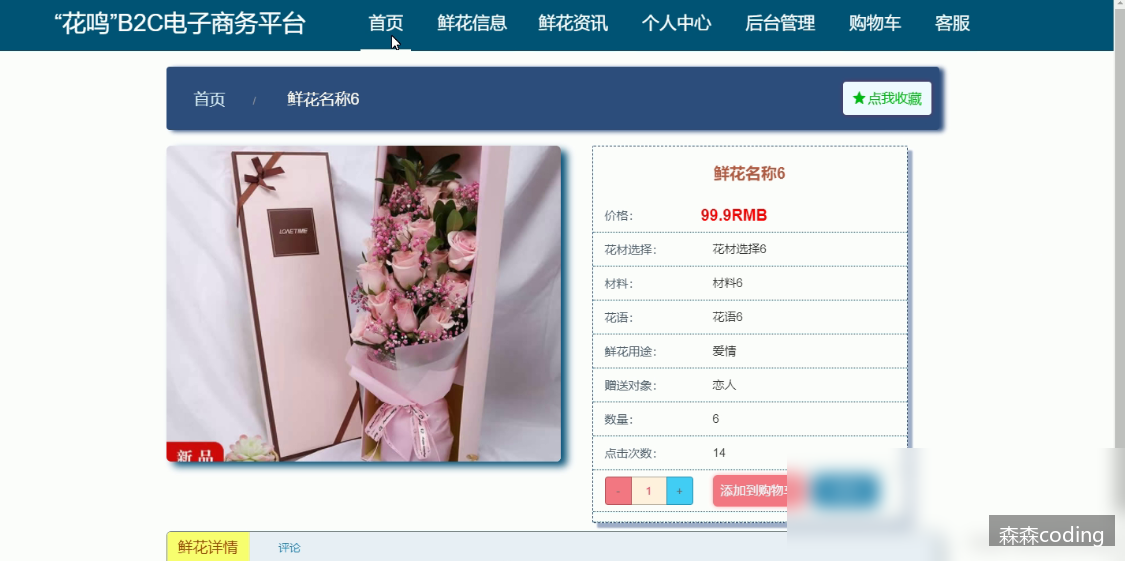 “花鸣”B2C电子商务平台 首页 鲜花信息 鲜花资讯 个人中心 后台管理 购物车 客服
首页 / 鲜花名称6 ★点我收藏
鲜花名称6
价格： 99.9RMB
花材选择： 花材选择6
材料： 材料6
花语： 花语6
鲜花用途： 爱情
赠送对象： 恋人
数量： 6
点击次数： 14
- 1 + 添加到购物车
新品
鲜花详情 评论
森森coding